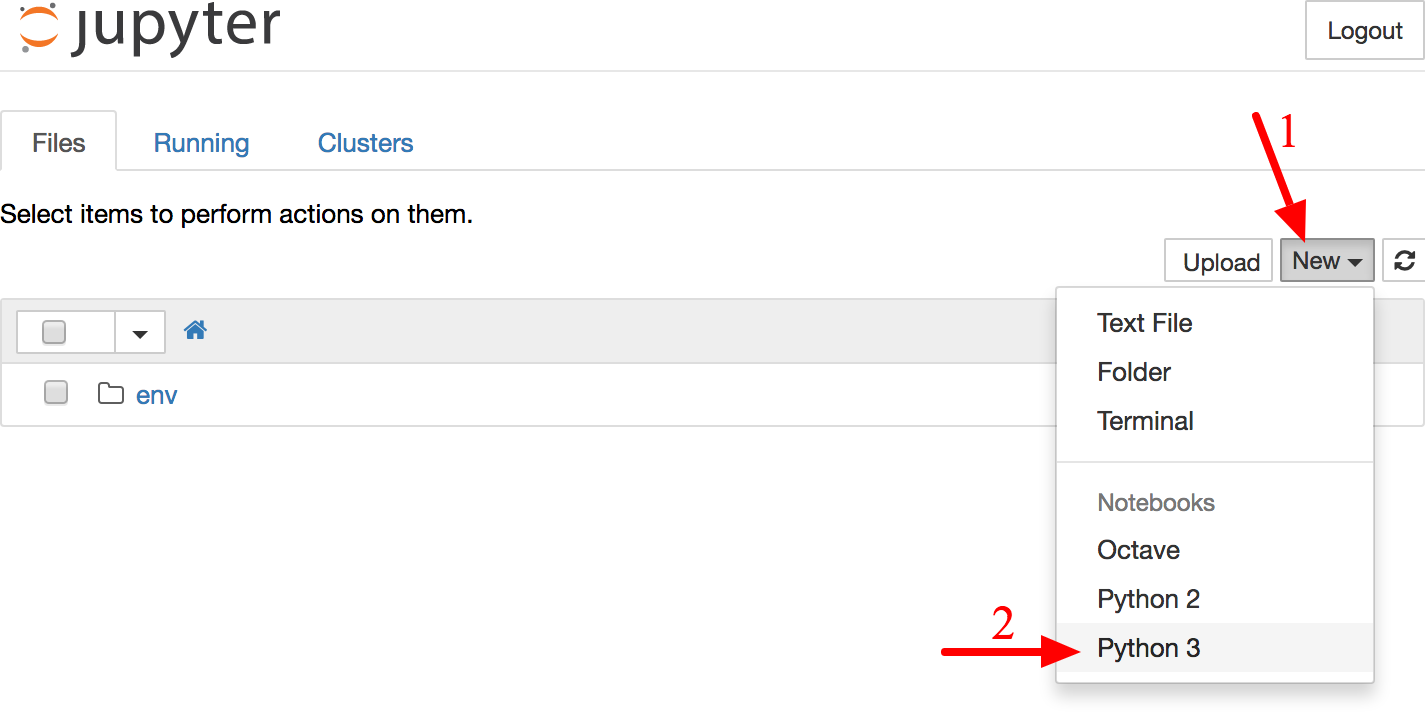 jupyter
Logout
Files Running Clusters
1
Select items to perform actions on them.
Upload New
Text File
env
Folder
Terminal
Notebooks
Octave
Python 2
2
Python 3